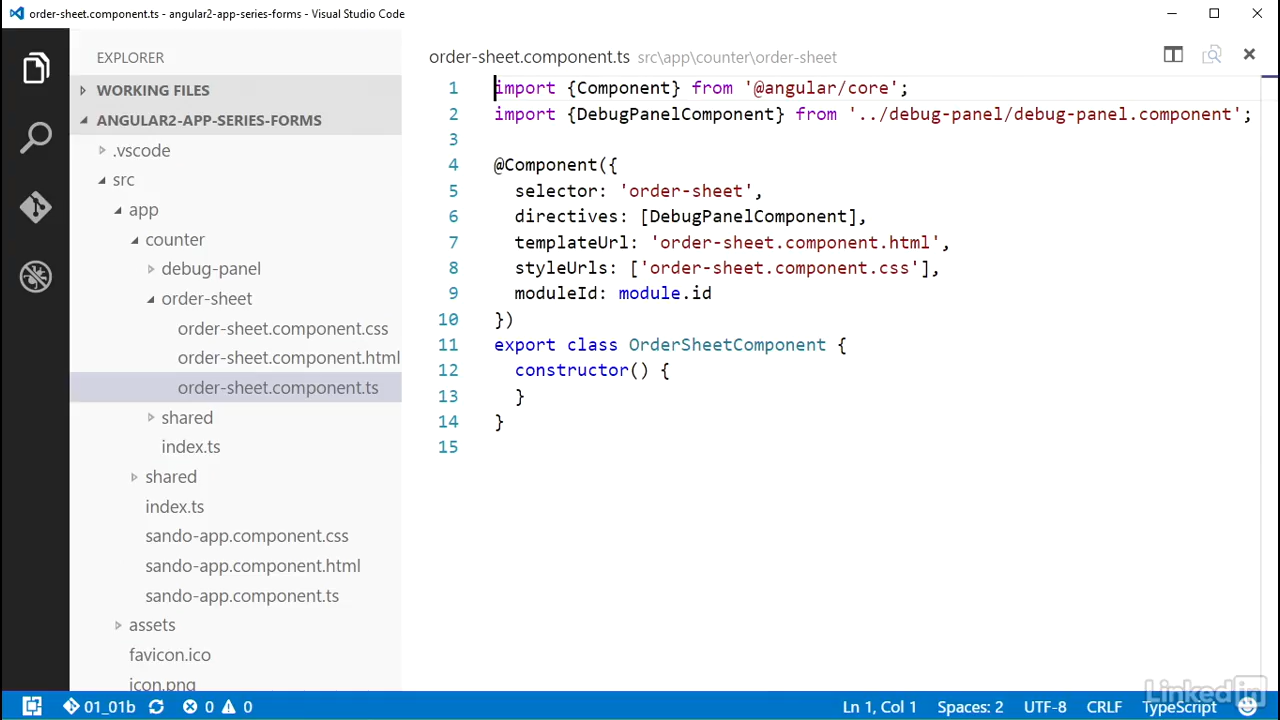 order-sheet.component.ts - angular2-app-series-forms - Visual Studio Code
EXPLORER
WORKING FILES
ANGULAR2-APP-SERIES-FORMS
.vscode
src
app
counter
debug-panel
order-sheet
order-sheet.component.css
order-sheet.component.html
order-sheet.component.ts
shared
index.ts
shared
index.ts
sando-app.component.css
sando-app.component.html
sando-app.component.ts
assets
favicon.ico
icon.png
order-sheet.component.ts src\app\counter\order-sheet
1 import {Component} from '@angular/core';
2 import {DebugPanelComponent} from '../debug-panel/debug-panel.component';
3
4 @Component({
5 selector: 'order-sheet',
6 directives: [DebugPanelComponent],
7 templateUrl: 'order-sheet.component.html',
8 styleUrls: ['order-sheet.component.css'],
9 moduleId: module.id
10 })
11 export class OrderSheetComponent {
12 constructor() {
13 }
14 }
15
01_01b 0 0 Ln 1, Col 1 Spaces: 2 UTF-8 CRLF TypeScript
Linked in